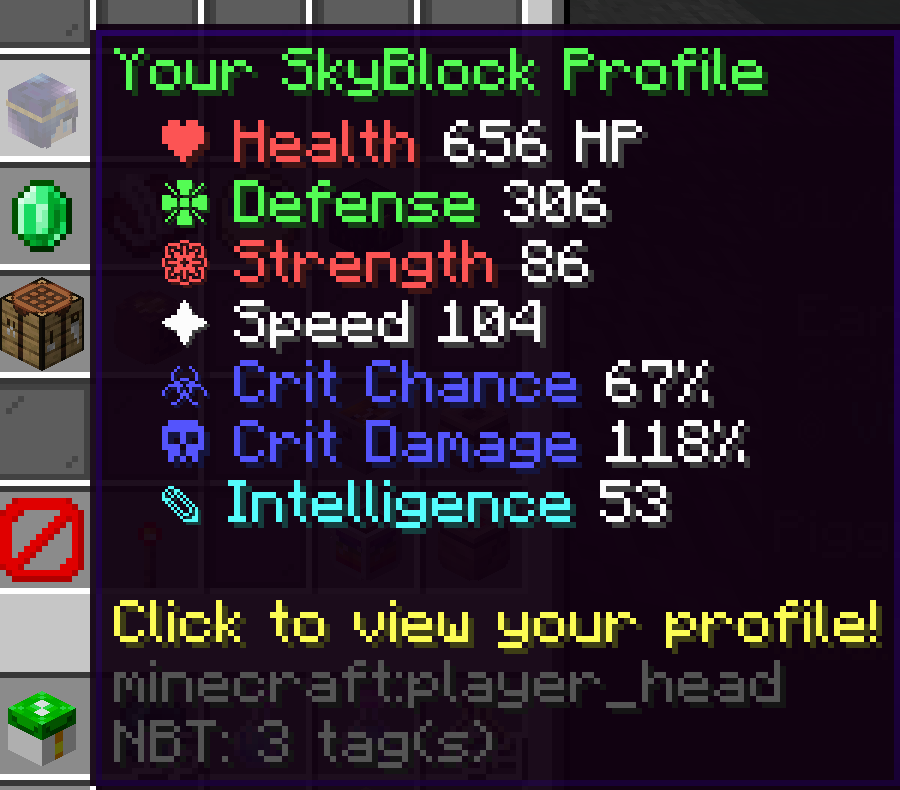 Your SkyBlock Profile
Health 656 HP
Defense 306
Strength 86
Speed 104
Crit Chance 67%
Crit Damage 118%
Intelligence 53
Click to view your profile!
minecraft:player_head
NBT: 3 tag(s)